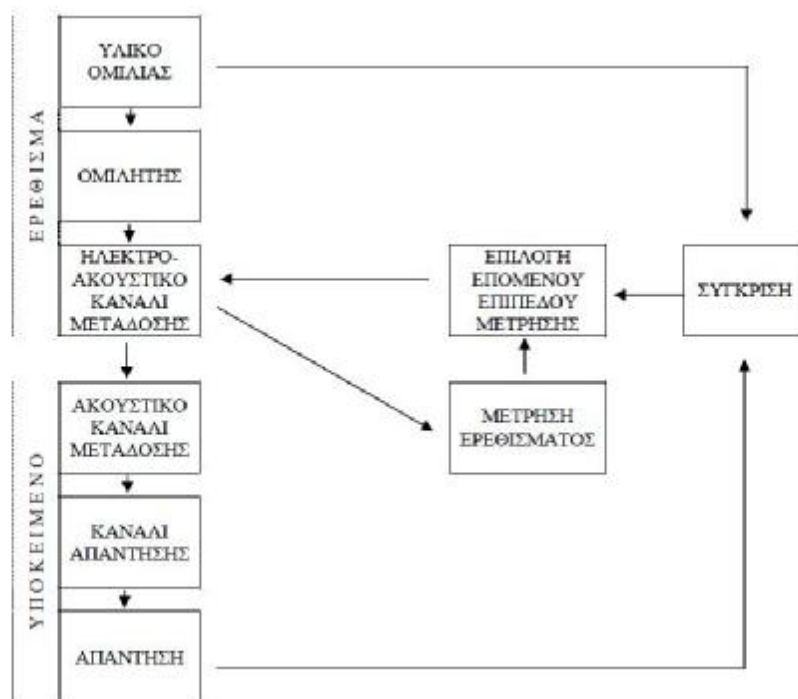 ΕΡΕΘΙΣΜΑ
ΥΛΙΚΟ
ΟΜΙΛΙΑΣ
ΟΜΙΛΗΤΗΣ
ΗΛΕΚΤΡΟ-
ΑΚΟΥΣΤΙΚΟ
ΚΑΝΑΛΙ
ΜΕΤΑΔΟΣΗΣ
ΕΠΙΛΟΓΗ
ΕΠΟΜΕΝΟΥ
ΕΠΙΠΕΔΟΥ
ΜΕΤΡΗΣΗΣ
ΣΥΓΚΡΙΣΗ
ΥΠΟΚΕΙΜΕΝΟ
ΑΚΟΥΣΤΙΚΟ
ΚΑΝΑΛΙ
ΜΕΤΑΔΟΣΗΣ
ΜΕΤΡΗΣΗ
ΕΡΕΘΙΣΜΑΤΟΣ
ΚΑΝΑΛΙ
ΑΠΑΝΤΗΣΗΣ
ΑΠΑΝΤΗΣΗ